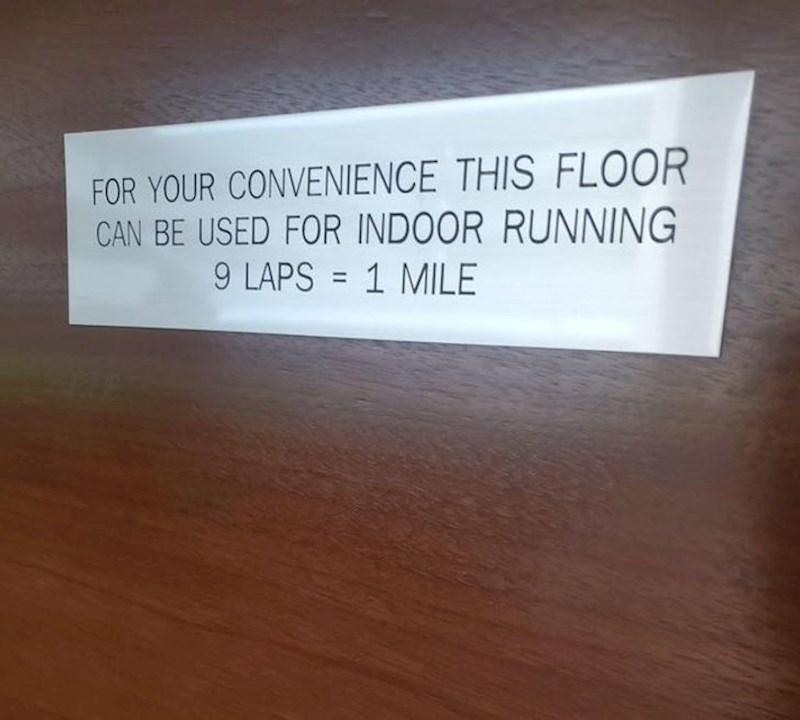 FOR YOUR CONVENIENCE THIS FLOOR
CAN BE USED FOR INDOOR RUNNING
9 LAPS = 1 MILE